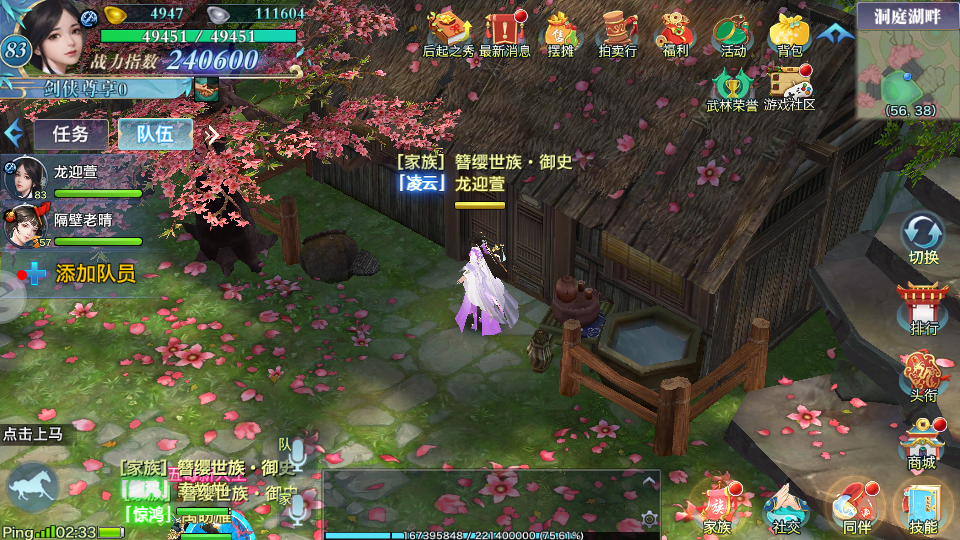 4947
111604
49451 / 49451
83
战力指数 240600
剑侠尊享0
后起之秀
最新消息
摆摊
拍卖行
福利
活动
背包
武林荣誉
游戏社区
洞庭湖畔
(56, 38)
任务
队伍
龙迎萱
83
隔壁老晴
57
添加队员
[家族] 簪缨世族·御史
「凌云」 龙迎萱
切换
排行
头衔
商城
点击上马
队
[家族] 簪缨世族·御史
簪缨世族·御史
家
「惊鸿」
Ping
02:33
167395848 / 221400000 (75.61%)
家族
社交
同伴
技能